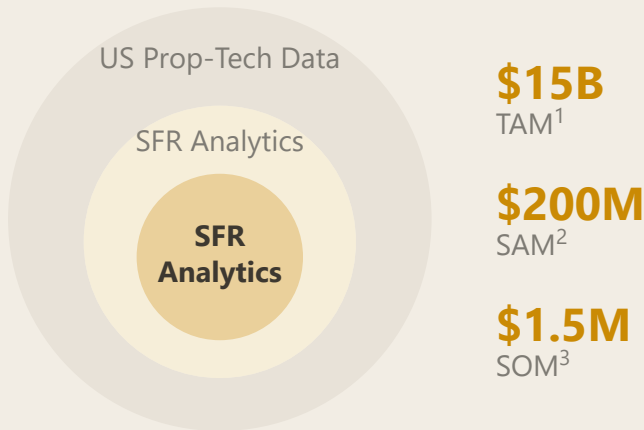 US Prop-Tech Data
SFR Analytics
SFR
Analytics
$15B
TAM¹
$200M
SAM²
$1.5M
SOM³